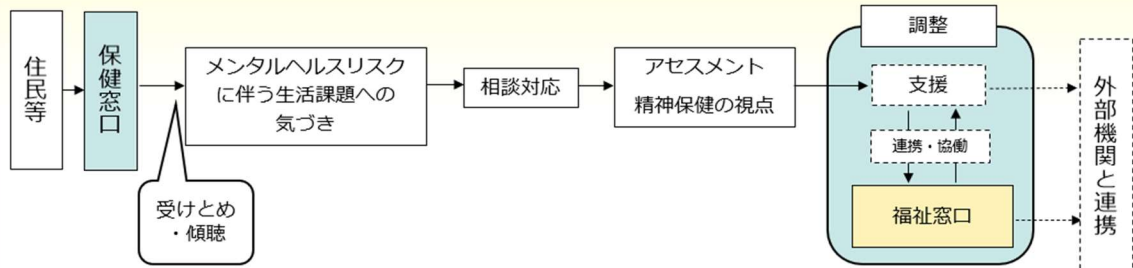 住民等
保健窓口
メンタルヘルスリスク
に伴う生活課題への
気づき
受けとめ
・傾聴
相談対応
アセスメント
精神保健の視点
調整
支援
連携・協働
福祉窓口
外部機関と連携